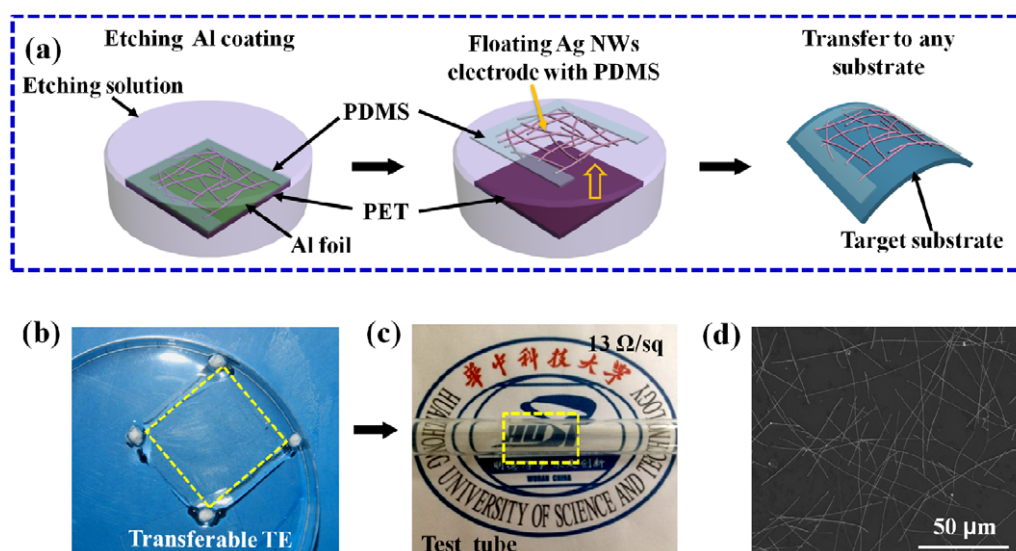 (a)
Etching Al coating
Etching solution
Floating Ag NWs
electrode with PDMS
Transfer to any
substrate
PDMS
PET
Al foil
Target substrate
(b)
Transferable TE
(c)
13 Ω/sq
華中科技大學
HUAZHONG UNIVERSITY OF SCIENCE AND TECHNOLOGY
HUST
WUHAN CHINA
Test tube
(d)
50 μm